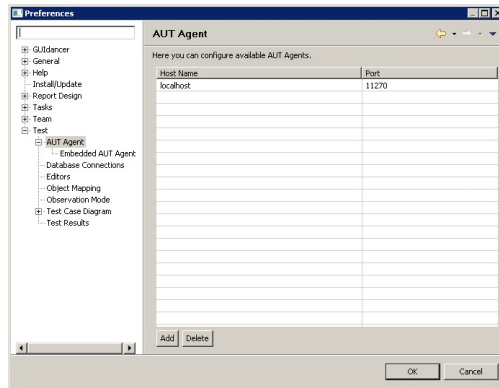 Preferences
AUT Agent
GUIdancer
General
Help
Install/Update
Report Design
Tasks
Team
Test
AUT Agent
Embedded AUT Agent
Database Connections
Editors
Object Mapping
Observation Mode
Test Case Diagram
Test Results
Here you can configure available AUT Agents.
Host Name Port
localhost 11270
Add Delete
OK Cancel